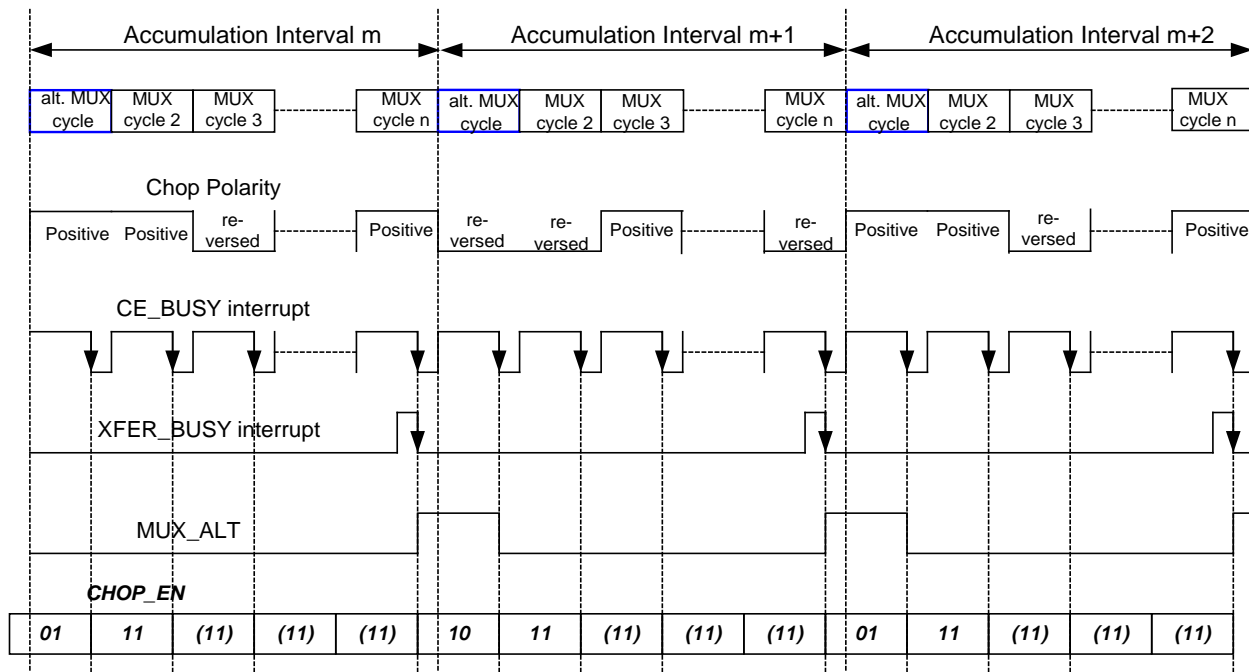 Accumulation Interval m
Accumulation Interval m+1
Accumulation Interval m+2
alt. MUX
cycle
MUX
cycle 2
MUX
cycle 3
MUX
cycle n
alt. MUX
cycle
MUX
cycle 2
MUX
cycle 3
MUX
cycle n
alt. MUX
cycle
MUX
cycle 2
MUX
cycle 3
MUX
cycle n
Chop Polarity
Positive
Positive
re-
versed
Positive
re-
versed
re-
versed
Positive
re-
versed
Positive
Positive
re-
versed
Positive
CE_BUSY interrupt
XFER_BUSY interrupt
MUX_ALT
CHOP_EN
01 11 (11) (11) (11) 10 11 (11) (11) (11) 01 11 (11) (11) (11)